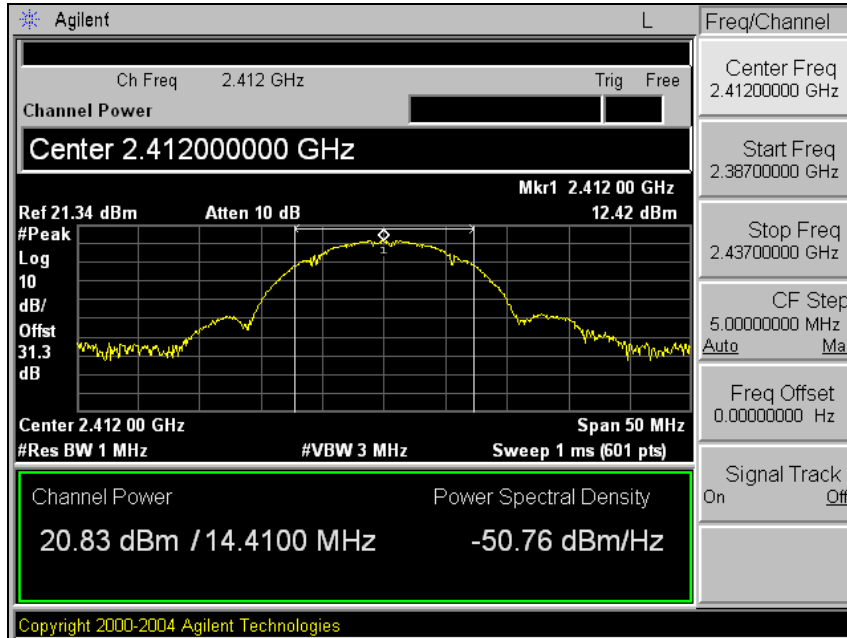 Agilent L
Ch Freq 2.412 GHz Trig Free
Channel Power
Center 2.412000000 GHz
Mkr1 2.412 00 GHz
Ref 21.34 dBm Atten 10 dB 12.42 dBm
#Peak
Log
10
dB/
Offst
31.3
dB
1
Center 2.412 00 GHz Span 50 MHz
#Res BW 1 MHz #VBW 3 MHz Sweep 1 ms (601 pts)
Channel Power Power Spectral Density
20.83 dBm / 14.4100 MHz -50.76 dBm/Hz
Copyright 2000-2004 Agilent Technologies
Freq/Channel
Center Freq
2.41200000 GHz
Start Freq
2.38700000 GHz
Stop Freq
2.43700000 GHz
CF Step
5.00000000 MHz
Auto Ma
Freq Offset
0.00000000 Hz
Signal Track
On Off